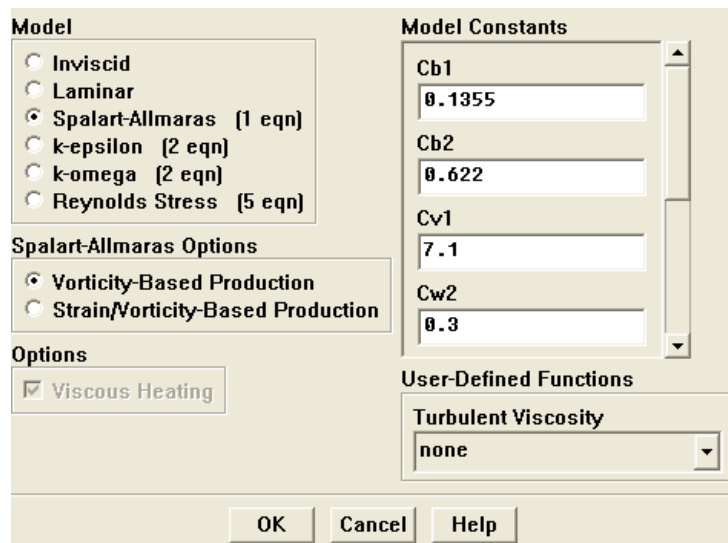 Model
Inviscid
Laminar
Spalart-Allmaras (1 eqn)
k-epsilon (2 eqn)
k-omega (2 eqn)
Reynolds Stress (5 eqn)
Spalart-Allmaras Options
Vorticity-Based Production
Strain/Vorticity-Based Production
Options
Viscous Heating
Model Constants
Cb1
0.1355
Cb2
0.622
Cv1
7.1
Cw2
0.3
User-Defined Functions
Turbulent Viscosity
none
OK Cancel Help